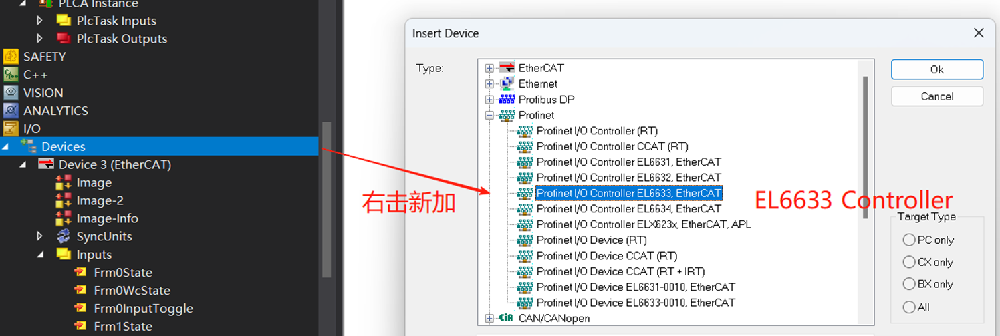 PLCA Instance
PlcTask Inputs
PlcTask Outputs
SAFETY
C++
VISION
ANALYTICS
I/O
Devices
Device 3 (EtherCAT)
Image
Image-2
Image-Info
SyncUnits
Inputs
Frm0State
Frm0WcState
Frm0InputToggle
Frm1State
右击新加
Insert Device
Type:
EtherCAT
Ethernet
Profibus DP
Profinet
Profinet I/O Controller (RT)
Profinet I/O Controller CCAT (RT)
Profinet I/O Controller EL6631, EtherCAT
Profinet I/O Controller EL6632, EtherCAT
Profinet I/O Controller EL6633, EtherCAT
Profinet I/O Controller EL6634, EtherCAT
Profinet I/O Controller ELX623x, EtherCAT, APL
Profinet I/O Device (RT)
Profinet I/O Device CCAT (RT)
Profinet I/O Device CCAT (RT + IRT)
Profinet I/O Device EL6631-0010, EtherCAT
Profinet I/O Device EL6633-0010, EtherCAT
CiA CAN/CANopen
EL6633 Controller
Ok
Cancel
Target Type
PC only
CX only
BX only
All